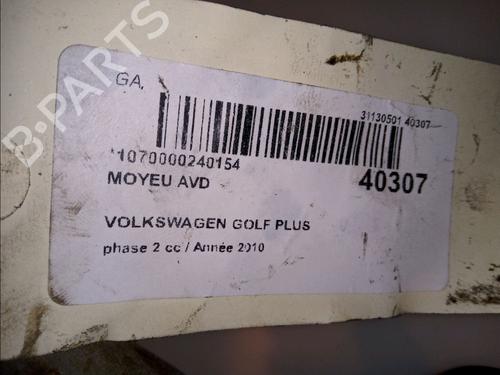 GA
31130501 40307
*1070000240154
MOYEU AVD
40307
VOLKSWAGEN GOLF PLUS
phase 2 cc / Année 2010
B-PARTS